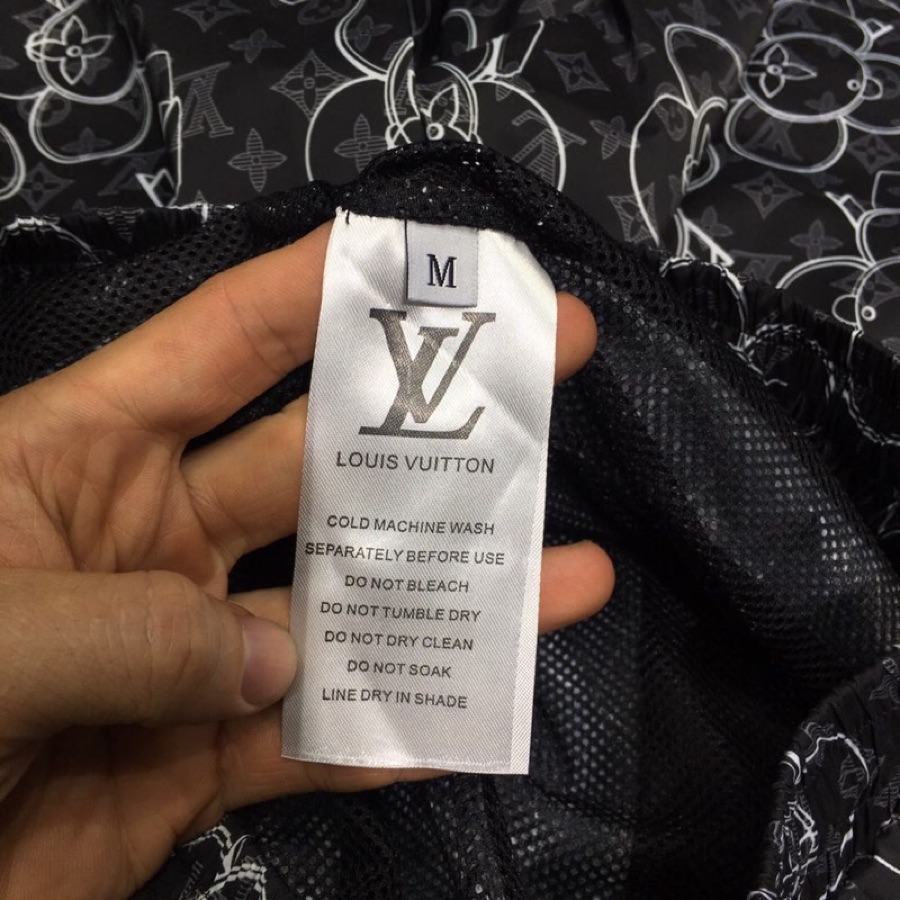 M
LV
LOUIS VUITTON
COLD MACHINE WASH
SEPARATELY BEFORE USE
DO NOT BLEACH
DO NOT TUMBLE DRY
DO NOT DRY CLEAN
DO NOT SOAK
LINE DRY IN SHADE